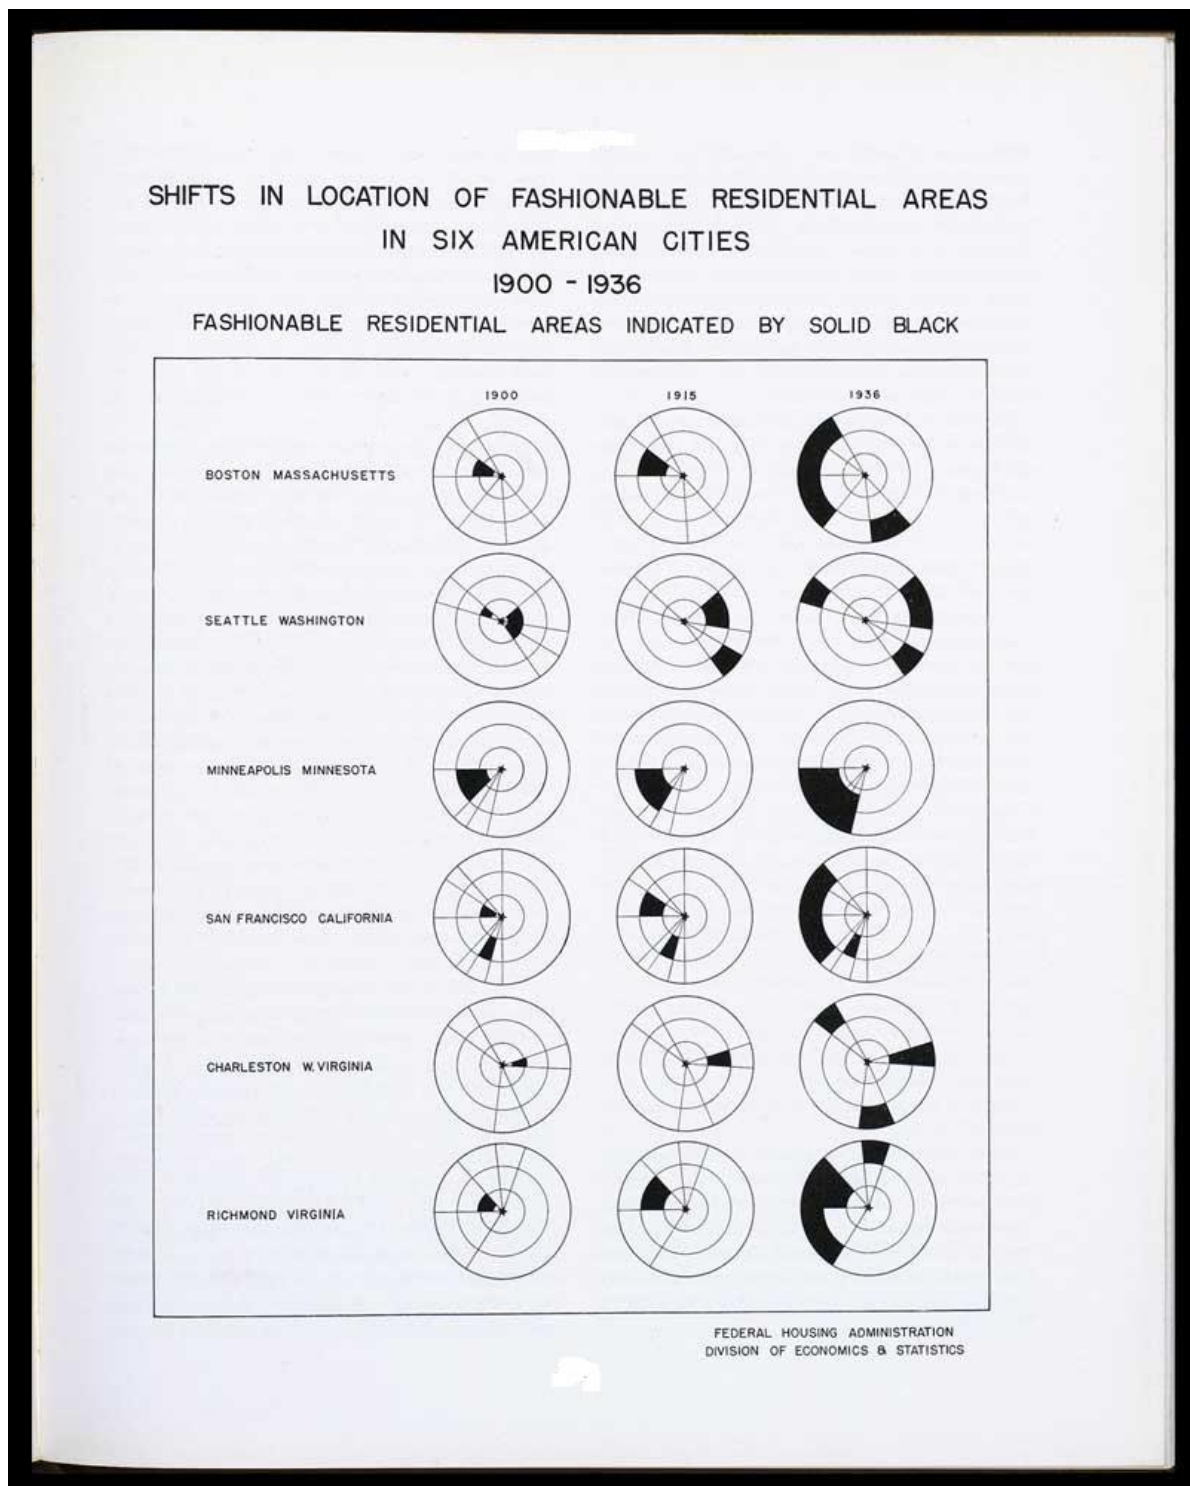 SHIFTS IN LOCATION OF FASHIONABLE RESIDENTIAL AREAS
IN SIX AMERICAN CITIES
1900 - 1936
FASHIONABLE RESIDENTIAL AREAS INDICATED BY SOLID BLACK
1900 1915 1936
BOSTON MASSACHUSETTS
SEATTLE WASHINGTON
MINNEAPOLIS MINNESOTA
SAN FRANCISCO CALIFORNIA
CHARLESTON W. VIRGINIA
RICHMOND VIRGINIA
FEDERAL HOUSING ADMINISTRATION
DIVISION OF ECONOMICS & STATISTICS